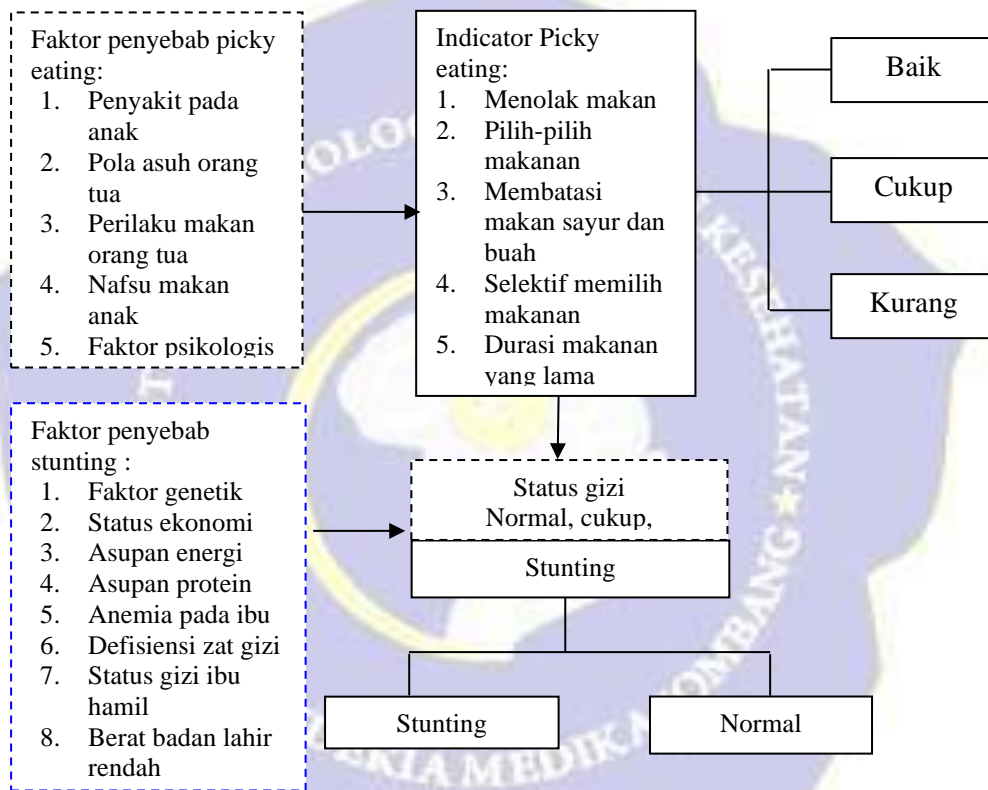 Faktor penyebab picky
eating:
1. Penyakit pada
anak
2. Pola asuh orang
tua
3. Perilaku makan
orang tua
4. Nafsu makan
anak
5. Faktor psikologis
Indicator Picky
eating:
1. Menolak makan
2. Pilih-pilih
makanan
3. Membatasi
makan sayur dan
buah
4. Selektif memilih
makanan
5. Durasi makanan
yang lama
Baik
Cukup
Kurang
Faktor penyebab
stunting :
1. Faktor genetik
2. Status ekonomi
3. Asupan energi
4. Asupan protein
5. Anemia pada ibu
6. Defisiensi zat gizi
7. Status gizi ibu
hamil
8. Berat badan lahir
rendah
Status gizi
Normal, cukup,
Stunting
Stunting
Normal
KESEHATAN
MEDIKA